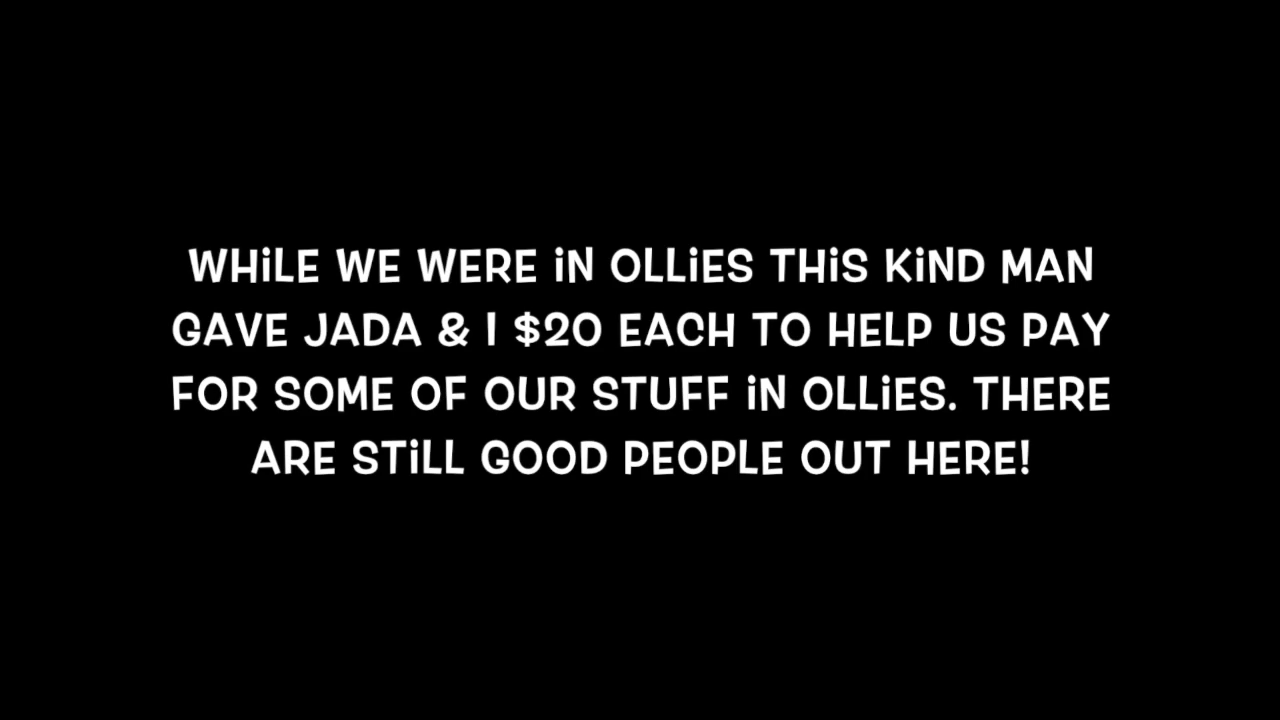 WHiLE WE WERE iN OLLiES THiS KiND MAN
GAVE JADA & I $20 EACH TO HELP US PAY
FOR SOME OF OUR STUFF iN OLLiES. THERE
ARE STiLL GOOD PEOPLE OUT HERE!